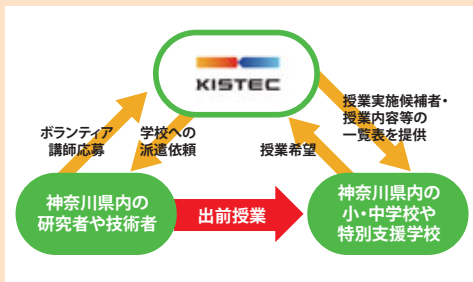 KISTEC
ボランティア
講師応募
学校への
派遣依頼
授業希望
授業実施候補者・
授業内容等の
一覧表を提供
神奈川県内の
研究者や技術者
出前授業
神奈川県内の
小・中学校や
特別支援学校